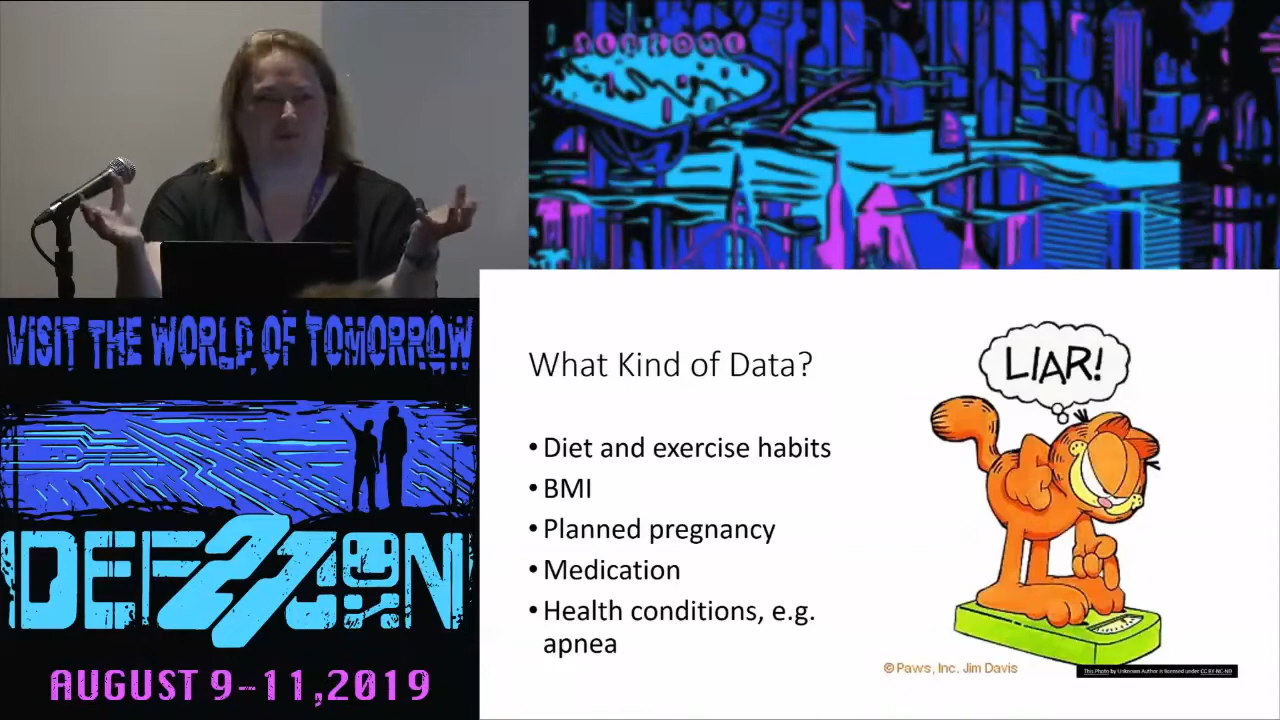 WELCOME
VISIT THE WORLD OF TOMORROW
DEF27CON
AUGUST 9-11,2019
What Kind of Data?
• Diet and exercise habits
• BMI
• Planned pregnancy
• Medication
• Health conditions, e.g.
apnea
LIAR!
© Paws, Inc. Jim Davis
This Photo by Unknown Author is licensed under CC BY-NC-ND